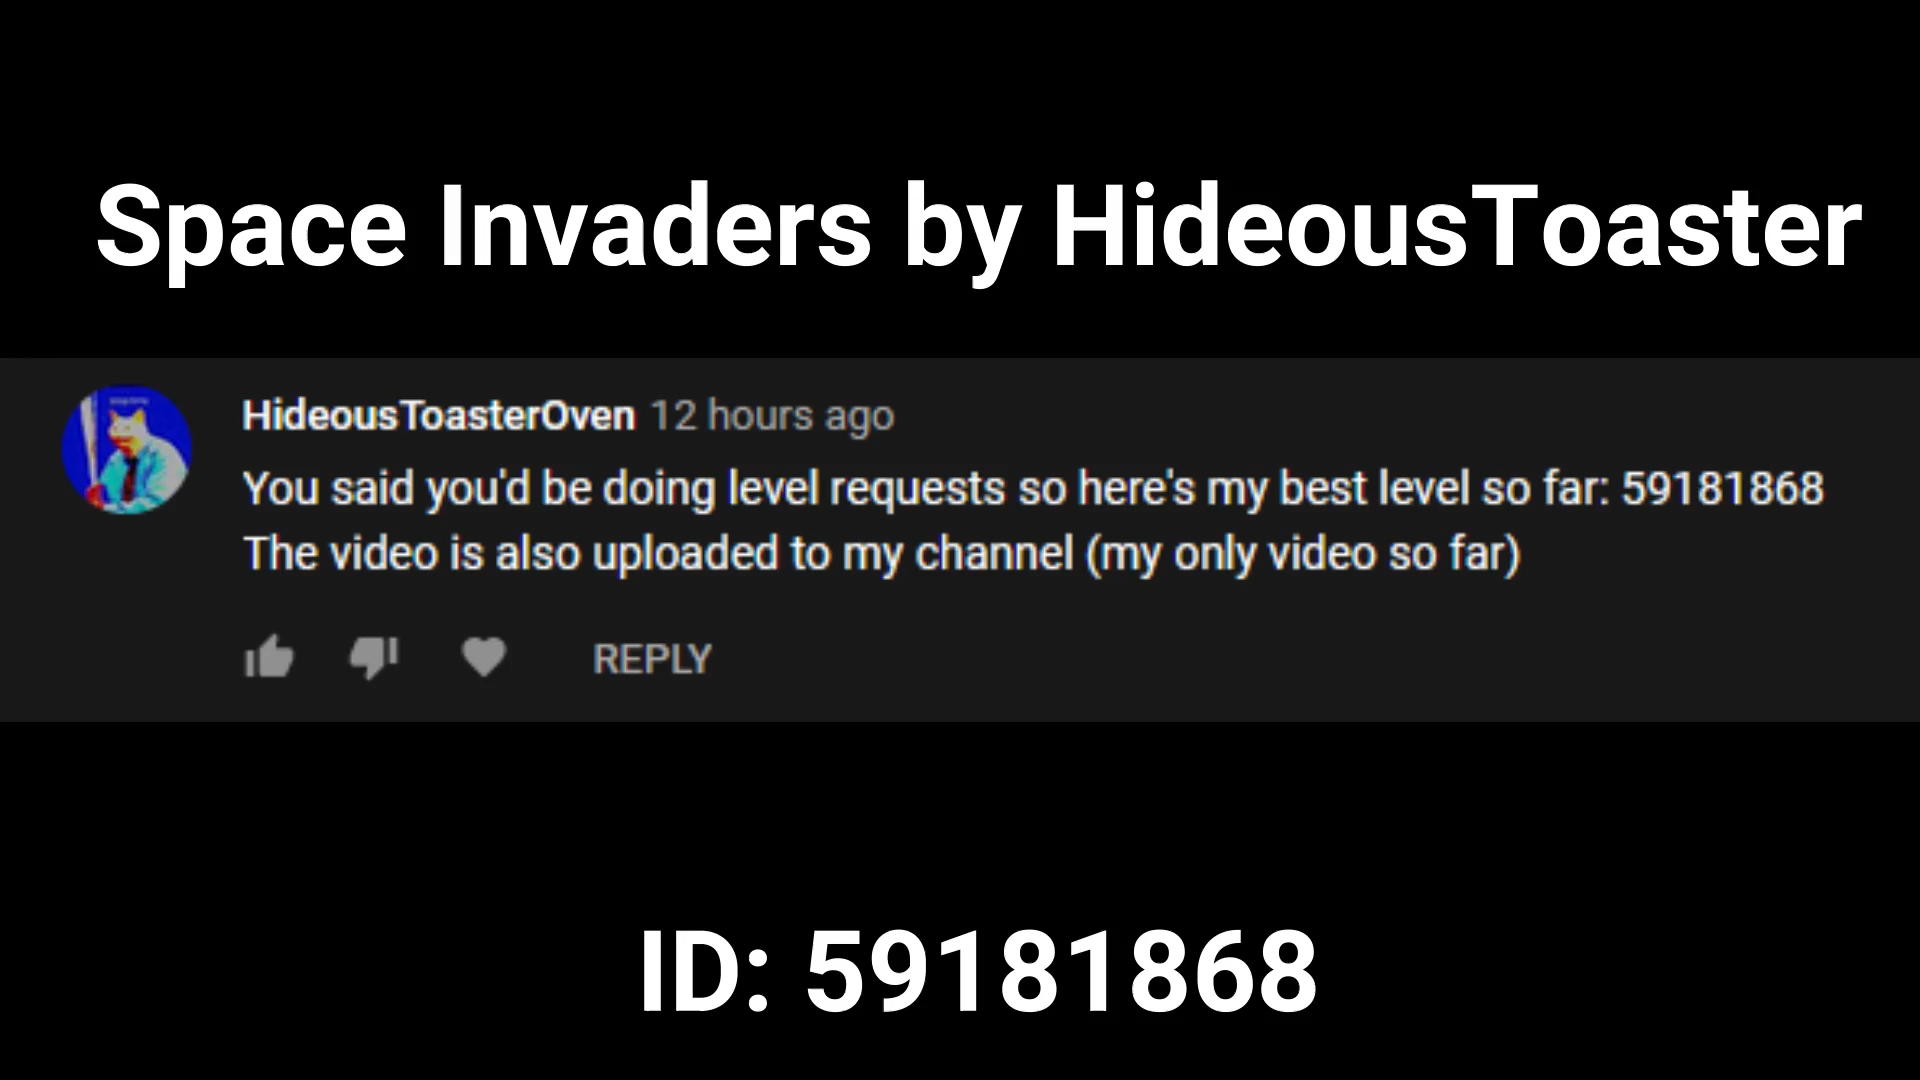 Space Invaders by HideousToaster
HideousToasterOven 12 hours ago
You said you'd be doing level requests so here's my best level so far: 59181868
The video is also uploaded to my channel (my only video so far)
REPLY
ID: 59181868